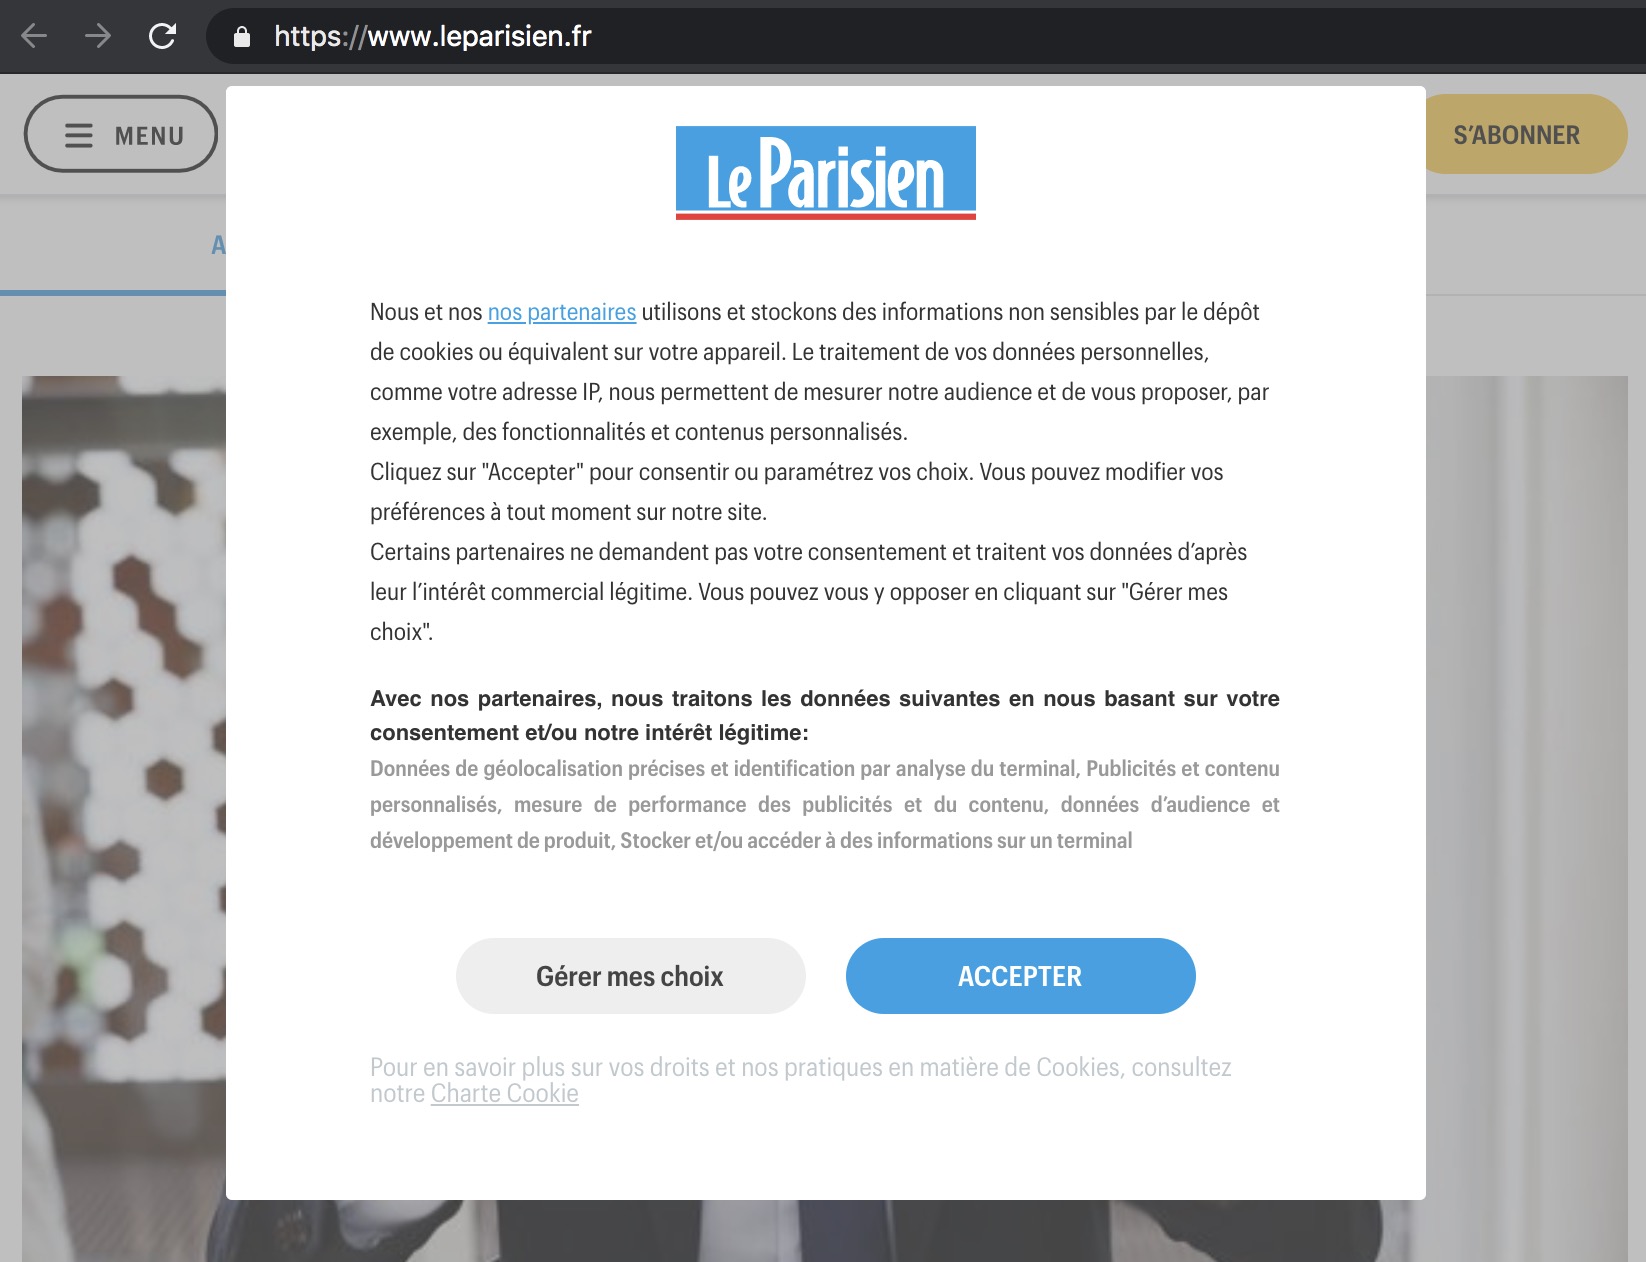 https://www.leparisien.fr
MENU
S'ABONNER
A
Le Parisien
Nous et nos nos partenaires utilisons et stockons des informations non sensibles par le dépôt
de cookies ou équivalent sur votre appareil. Le traitement de vos données personnelles,
comme votre adresse IP, nous permettent de mesurer notre audience et de vous proposer, par
exemple, des fonctionnalités et contenus personnalisés.
Cliquez sur "Accepter" pour consentir ou paramétrez vos choix. Vous pouvez modifier vos
préférences à tout moment sur notre site.
Certains partenaires ne demandent pas votre consentement et traitent vos données d’après
leur l’intérêt commercial légitime. Vous pouvez vous y opposer en cliquant sur "Gérer mes
choix".
Avec nos partenaires, nous traitons les données suivantes en nous basant sur votre
consentement et/ou notre intérêt légitime:
Données de géolocalisation précises et identification par analyse du terminal, Publicités et contenu
personnalisés, mesure de performance des publicités et du contenu, données d’audience et
développement de produit, Stocker et/ou accéder à des informations sur un terminal
Gérer mes choix
ACCEPTER
Pour en savoir plus sur vos droits et nos pratiques en matière de Cookies, consultez
notre Charte Cookie